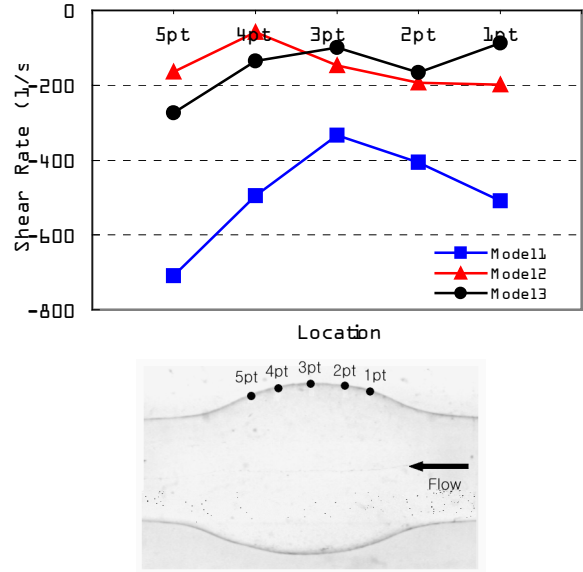 0
5pt 4pt 3pt 2pt 1pt
-200
-400
-600
-800
Shear Rate (1/s
Model1
Model2
Model3
Location
5pt 4pt 3pt 2pt 1pt
Flow